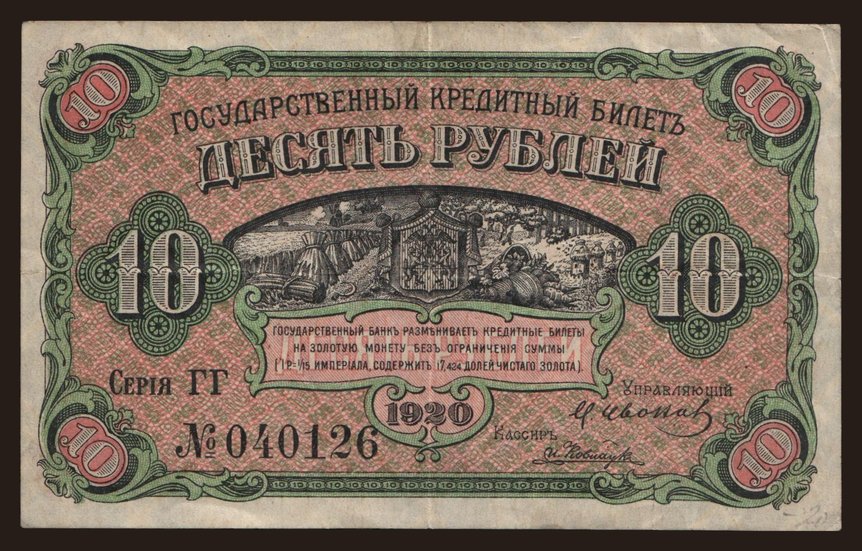 10 10
ГОСУДАРСТВЕННЫЙ КРЕДИТНЫЙ БИЛЕТЪ
ДЕСЯТЬ РУБЛЕЙ
10 10
ГОСУДАРСТВЕННЫЙ БАНКЪ РАЗМѢНИВАЕТЪ КРЕДИТНЫЕ БИЛЕТЫ
НА ЗОЛОТУЮ МОНЕТУ БЕЗЪ ОГРАНИЧЕНІЯ СУММЫ
(1 Р.= 1/15 ИМПЕРІАЛА, СОДЕРЖИТЪ 17,424 ДОЛЕЙ ЧИСТАГО ЗОЛОТА).
СЕРІЯ ГГ
УПРАВЛЯЮЩІЙ
1920
№ 040126
КАССИРЪ
10 10